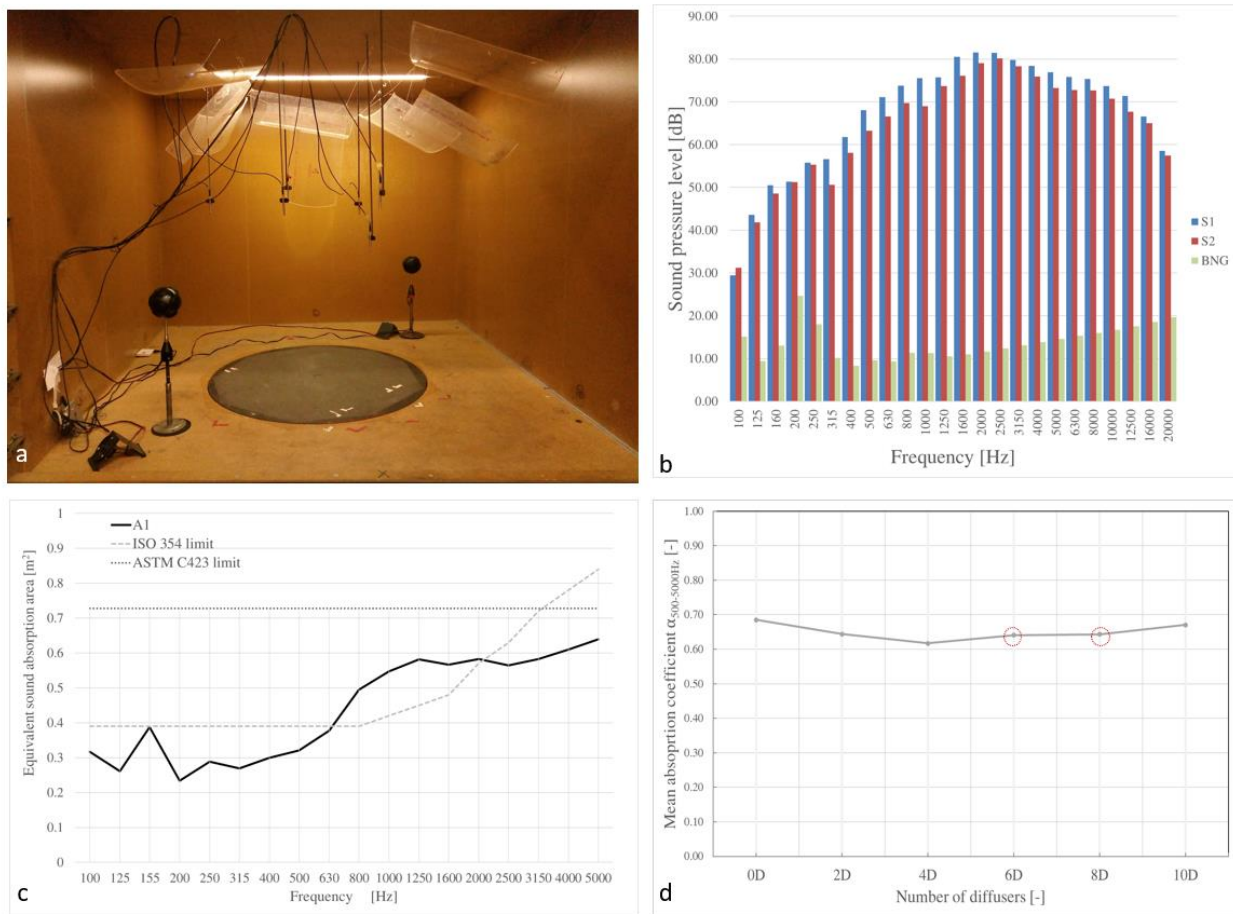 a
90.00
80.00
70.00
60.00
50.00
40.00
30.00
20.00
10.00
0.00
Sound pressure level [dB]
100 125 160 200 250 315 400 500 630 800 1000 1250 1600 2000 2500 3150 4000 5000 6300 8000 10000 12500 16000 20000
Frequency [Hz]
S1
S2
BNG
b
1
0.9
0.8
0.7
0.6
0.5
0.4
0.3
0.2
0.1
0
Equivalent sound absorption area [m²]
A1
ISO 354 limit
ASTM C423 limit
100 125 155 200 250 315 400 500 630 800 1000 1250 1600 2000 2500 3150 4000 5000
Frequency [Hz]
c
1.00
0.90
0.80
0.70
0.60
0.50
0.40
0.30
0.20
0.10
0.00
Mean absoprtion coefficient α500-5000Hz [-]
0D 2D 4D 6D 8D 10D
Number of diffusers [-]
d